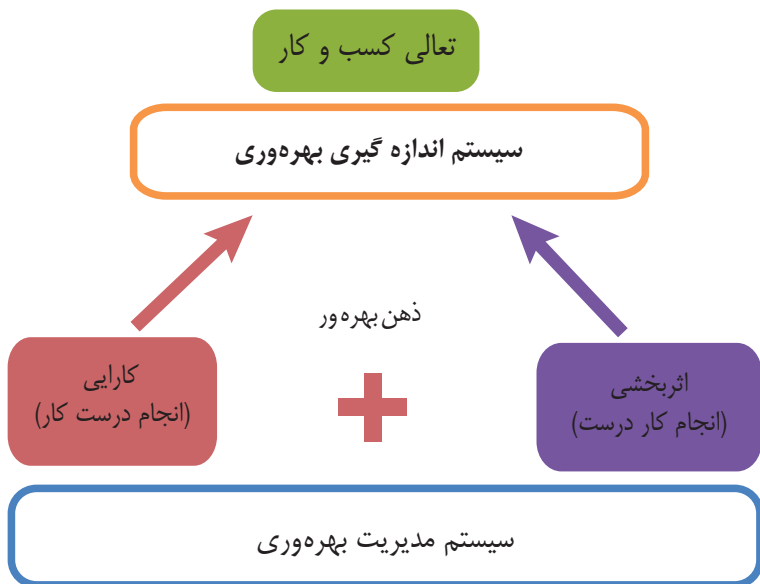 تعالی کسب و کار
سیستم اندازه گیری بهره‌وری
ذهن بهره‌ور
اثربخشی
(انجام کار درست)
کارایی
(انجام درست کار)
سیستم مدیریت بهره‌وری